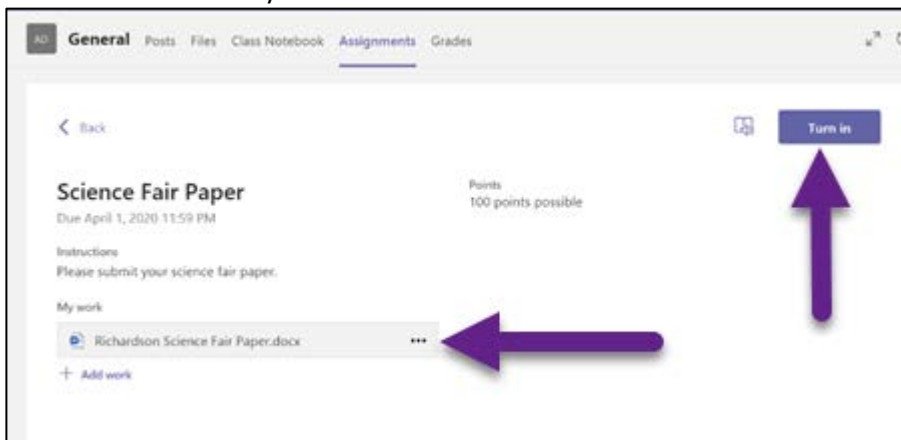 AD General Posts Files Class Notebook Assignments Grades
Back
Turn in
Science Fair Paper
Points
Due April 1, 2020 11:59 PM
100 points possible
Instructions
Please submit your science fair paper.
My work
Richardson Science Fair Paper.docx
+ Add work